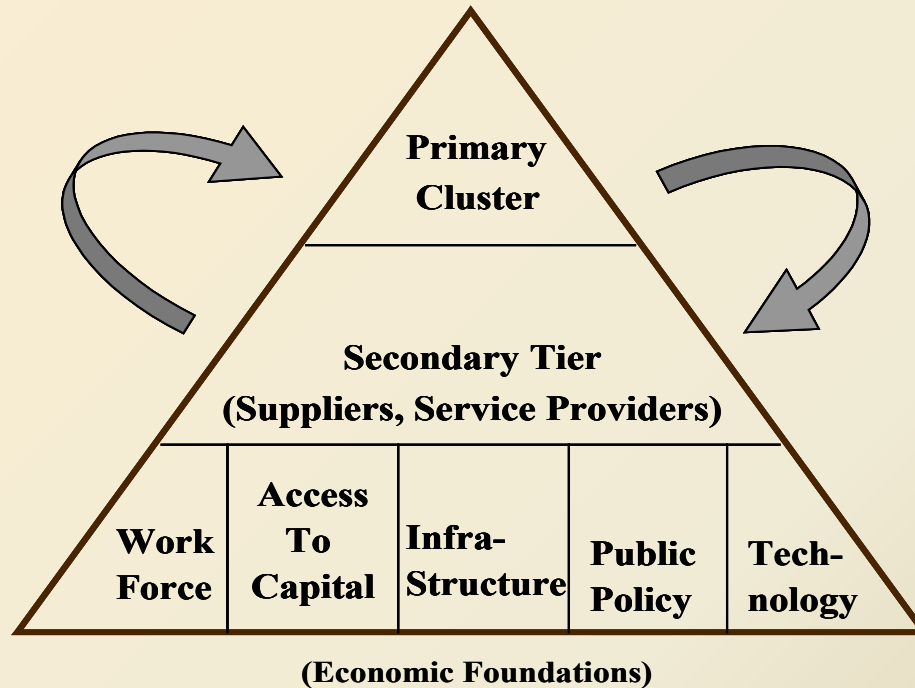 Primary
Cluster
Secondary Tier
(Suppliers, Service Providers)
Work
Force
Access
To
Capital
Infra-
Structure
Public
Policy
Tech-
nology
(Economic Foundations)